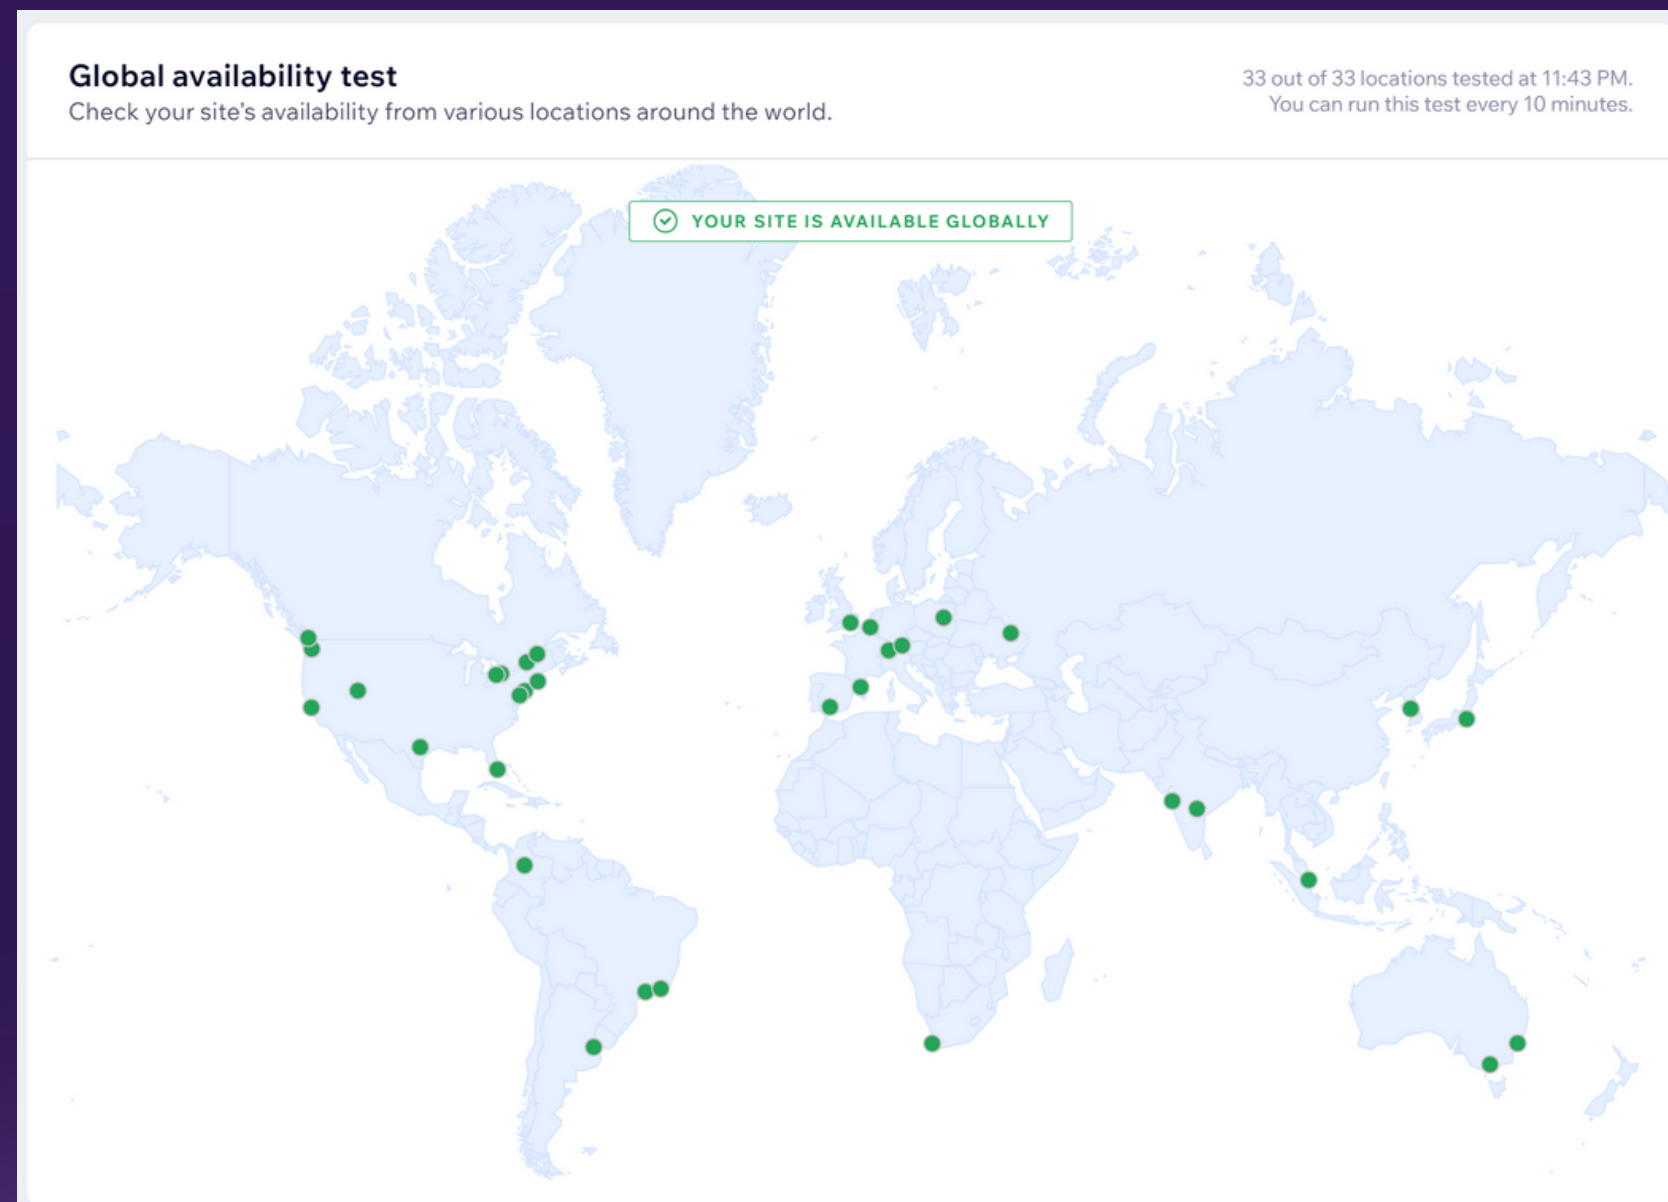 Global availability test
Check your site's availability from various locations around the world.
33 out of 33 locations tested at 11:43 PM.
You can run this test every 10 minutes.
YOUR SITE IS AVAILABLE GLOBALLY